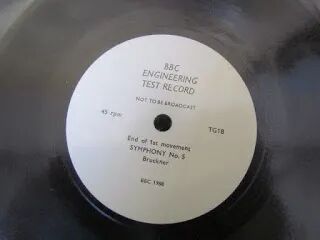 BBC
ENGINEERING
TEST RECORD
NOT TO BE BROADCAST
45 rpm
TG1B
End of 1st movement
SYMPHONY No. 5
Bruckner
BBC 1988